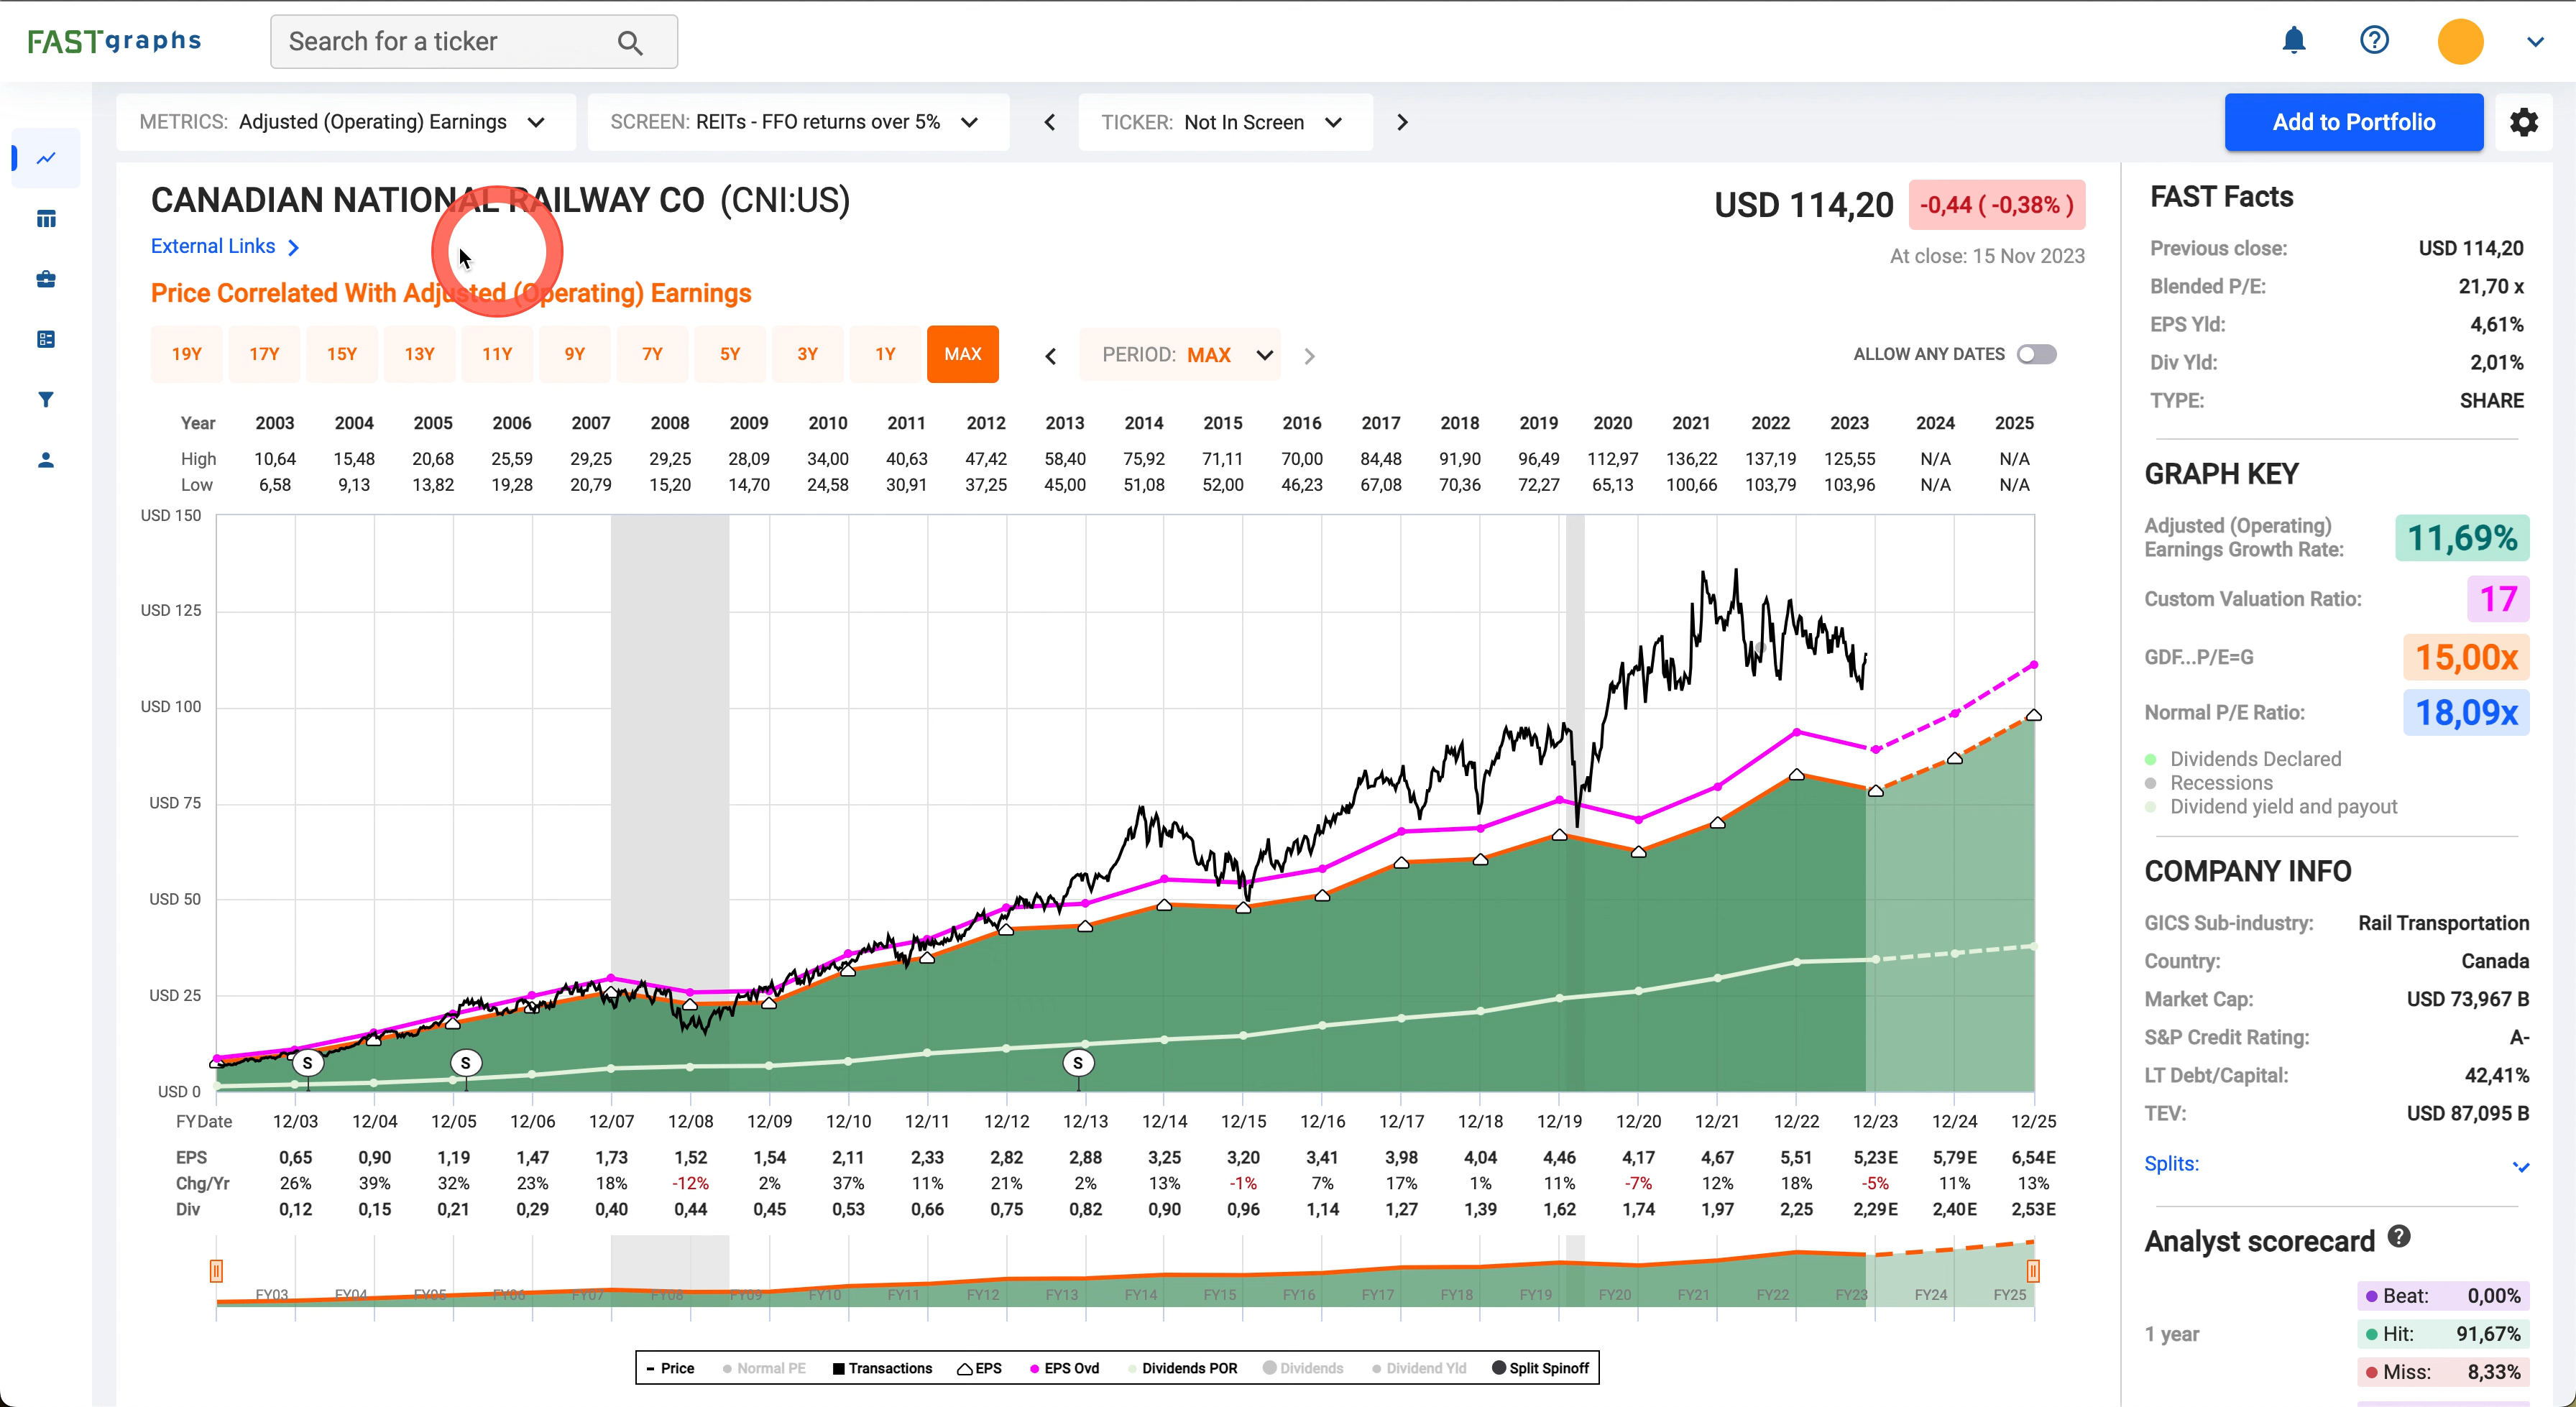 FASTgraphs
Search for a ticker
METRICS: Adjusted (Operating) Earnings
SCREEN: REITs - FFO returns over 5%
TICKER: Not In Screen
Add to Portfolio
CANADIAN NATIONAL RAILWAY CO (CNI:US)
USD 114,20 -0,44 ( -0,38% )
External Links
At close: 15 Nov 2023
Price Correlated With Adjusted (Operating) Earnings
19Y 17Y 15Y 13Y 11Y 9Y 7Y 5Y 3Y 1Y MAX
PERIOD: MAX
ALLOW ANY DATES
Year 2003 2004 2005 2006 2007 2008 2009 2010 2011 2012 2013 2014 2015 2016 2017 2018 2019 2020 2021 2022 2023 2024 2025
High 10,64 15,48 20,68 25,59 29,25 29,25 28,09 34,00 40,63 47,42 58,40 75,92 71,11 70,00 84,48 91,90 96,49 112,97 136,22 137,19 125,55 N/A N/A
Low 6,58 9,13 13,82 19,28 20,79 15,20 14,70 24,58 30,91 37,25 45,00 51,08 52,00 46,23 67,08 70,36 72,27 65,13 100,66 103,79 103,96 N/A N/A
USD 150
USD 125
USD 100
USD 75
USD 50
USD 25
USD 0
S S S
FYDate 12/03 12/04 12/05 12/06 12/07 12/08 12/09 12/10 12/11 12/12 12/13 12/14 12/15 12/16 12/17 12/18 12/19 12/20 12/21 12/22 12/23 12/24 12/25
EPS 0,65 0,90 1,19 1,47 1,73 1,52 1,54 2,11 2,33 2,82 2,88 3,25 3,20 3,41 3,98 4,04 4,46 4,17 4,67 5,51 5,23E 5,79E 6,54E
Chg/Yr 26% 39% 32% 23% 18% -12% 2% 37% 11% 21% 2% 13% -1% 7% 17% 1% 11% -7% 12% 18% -5% 11% 13%
Div 0,12 0,15 0,21 0,29 0,40 0,44 0,45 0,53 0,66 0,75 0,82 0,90 0,96 1,14 1,27 1,39 1,62 1,74 1,97 2,25 2,29E 2,40E 2,53E
FY03 FY04 FY05 FY06 FY07 FY08 FY09 FY10 FY11 FY12 FY13 FY14 FY15 FY16 FY17 FY18 FY19 FY20 FY21 FY22 FY23 FY24 FY25
Price Normal PE Transactions EPS EPS Ovd Dividends POR Dividends Dividend Yld Split Spinoff
FAST Facts
Previous close: USD 114,20
Blended P/E: 21,70 x
EPS Yld: 4,61%
Div Yld: 2,01%
TYPE: SHARE
GRAPH KEY
Adjusted (Operating)
Earnings Growth Rate: 11,69%
Custom Valuation Ratio: 17
GDF...P/E=G 15,00x
Normal P/E Ratio: 18,09x
Dividends Declared
Recessions
Dividend yield and payout
COMPANY INFO
GICS Sub-industry: Rail Transportation
Country: Canada
Market Cap: USD 73,967 B
S&P Credit Rating: A-
LT Debt/Capital: 42,41%
TEV: USD 87,095 B
Splits:
Analyst scorecard
Beat: 0,00%
1 year Hit: 91,67%
Miss: 8,33%